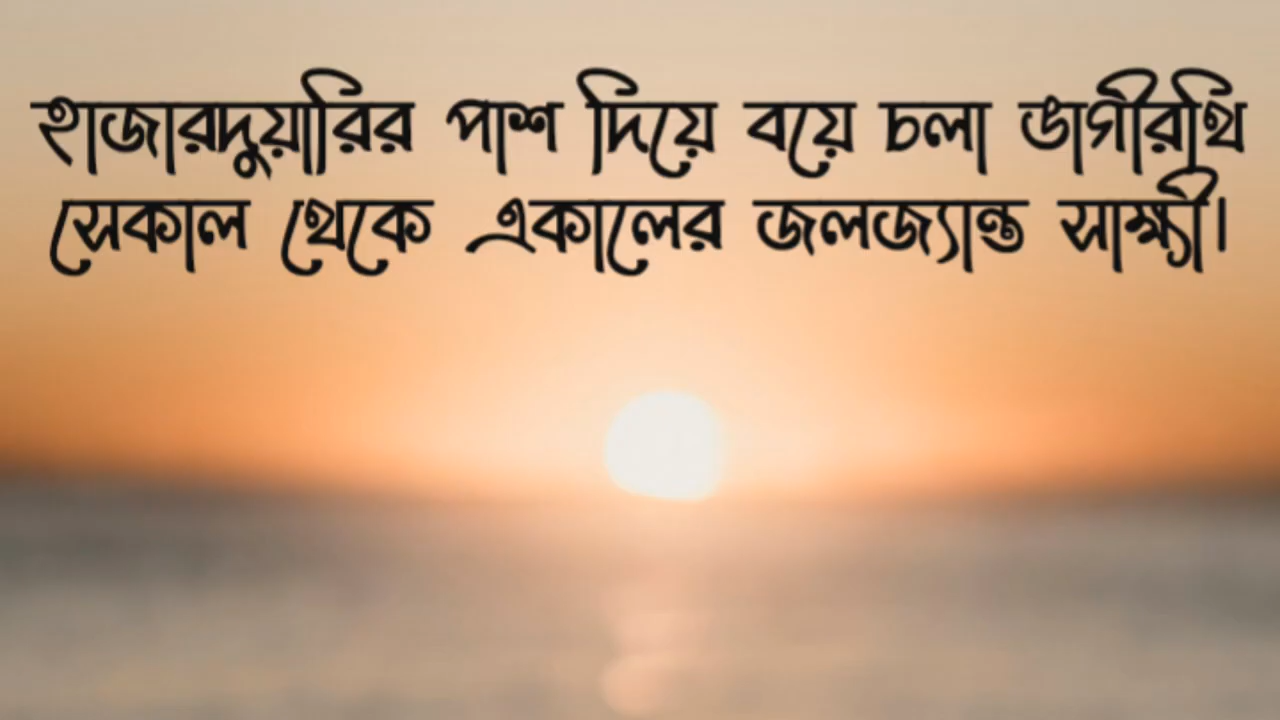 হাজারদুয়ারির পাশ দিয়ে বয়ে চলা ভাগীরথি
সেকাল থেকে একালের জলজ্যান্ত সাক্ষী।